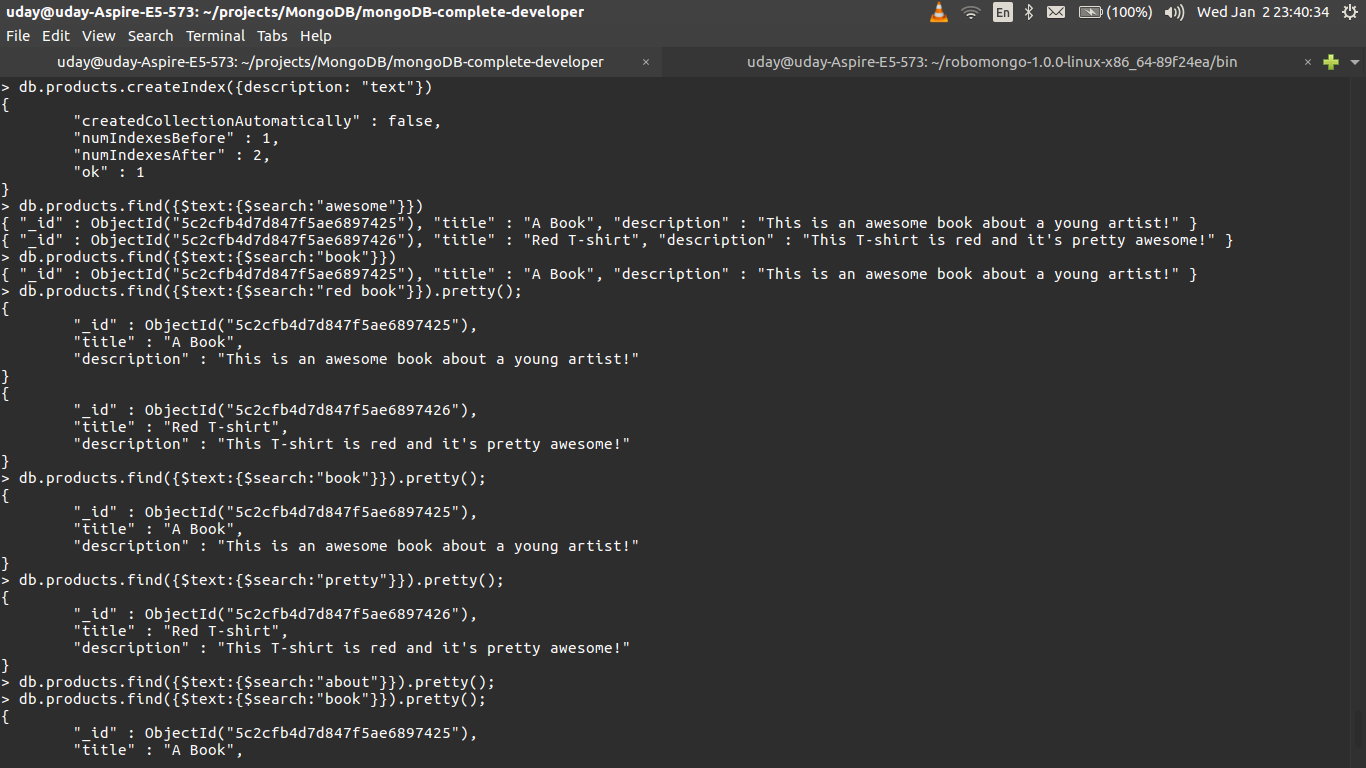 uday@uday-Aspire-E5-573: ~/projects/MongoDB/mongoDB-complete-developer En (100%) Wed Jan 2 23:40:34
File Edit View Search Terminal Tabs Help
uday@uday-Aspire-E5-573: ~/projects/MongoDB/mongoDB-complete-developer × uday@uday-Aspire-E5-573: ~/robomongo-1.0.0-linux-x86_64-89f24ea/bin ×
> db.products.createIndex({description: "text"})
{
        "createdCollectionAutomatically" : false,
        "numIndexesBefore" : 1,
        "numIndexesAfter" : 2,
        "ok" : 1
}
> db.products.find({$text:{$search:"awesome"}})
{ "_id" : ObjectId("5c2cfb4d7d847f5ae6897425"), "title" : "A Book", "description" : "This is an awesome book about a young artist!" }
{ "_id" : ObjectId("5c2cfb4d7d847f5ae6897426"), "title" : "Red T-shirt", "description" : "This T-shirt is red and it's pretty awesome!" }
> db.products.find({$text:{$search:"book"}})
{ "_id" : ObjectId("5c2cfb4d7d847f5ae6897425"), "title" : "A Book", "description" : "This is an awesome book about a young artist!" }
> db.products.find({$text:{$search:"red book"}}).pretty();
{
        "_id" : ObjectId("5c2cfb4d7d847f5ae6897425"),
        "title" : "A Book",
        "description" : "This is an awesome book about a young artist!"
}
{
        "_id" : ObjectId("5c2cfb4d7d847f5ae6897426"),
        "title" : "Red T-shirt",
        "description" : "This T-shirt is red and it's pretty awesome!"
}
> db.products.find({$text:{$search:"book"}}).pretty();
{
        "_id" : ObjectId("5c2cfb4d7d847f5ae6897425"),
        "title" : "A Book",
        "description" : "This is an awesome book about a young artist!"
}
> db.products.find({$text:{$search:"pretty"}}).pretty();
{
        "_id" : ObjectId("5c2cfb4d7d847f5ae6897426"),
        "title" : "Red T-shirt",
        "description" : "This T-shirt is red and it's pretty awesome!"
}
> db.products.find({$text:{$search:"about"}}).pretty();
> db.products.find({$text:{$search:"book"}}).pretty();
{
        "_id" : ObjectId("5c2cfb4d7d847f5ae6897425"),
        "title" : "A Book",